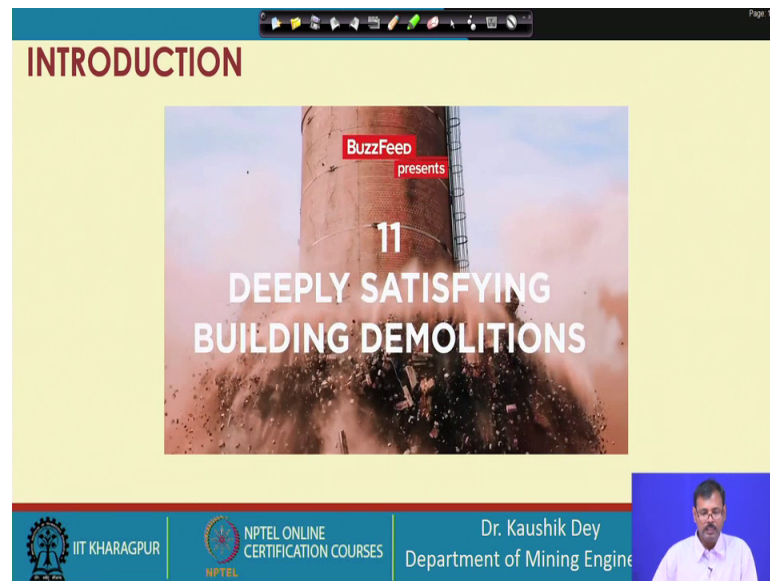 Page: 1
INTRODUCTION
BuzzFeed
presents
11
DEEPLY SATISFYING
BUILDING DEMOLITIONS
IIT KHARAGPUR
NPTEL
NPTEL ONLINE
CERTIFICATION COURSES
Dr. Kaushik Dey
Department of Mining Engine